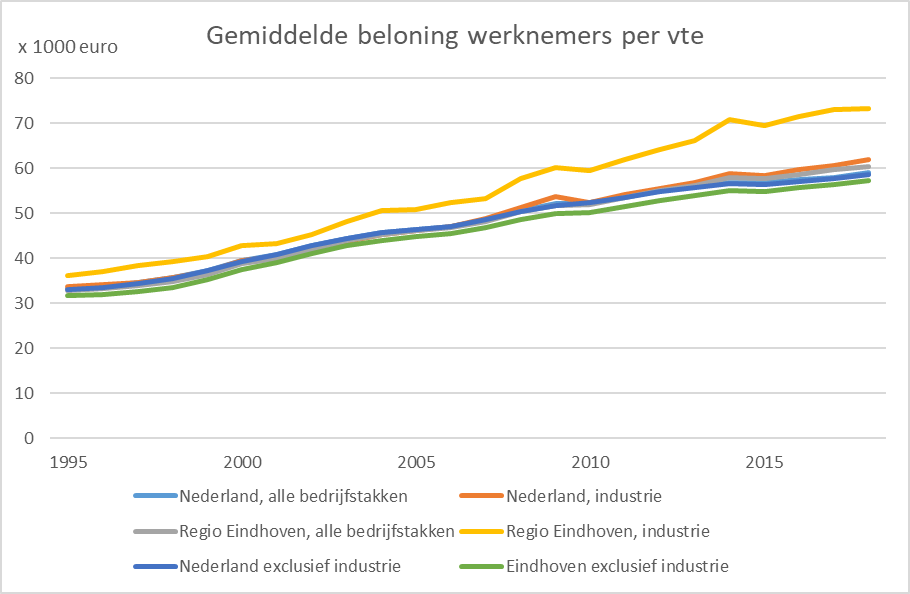 Gemiddelde beloning werknemers per vte
x 1000 euro
80
70
60
50
40
30
20
10
0
1995 2000 2005 2010 2015
Nederland, alle bedrijfstakken Nederland, industrie
Regio Eindhoven, alle bedrijfstakken Regio Eindhoven, industrie
Nederland exclusief industrie Eindhoven exclusief industrie